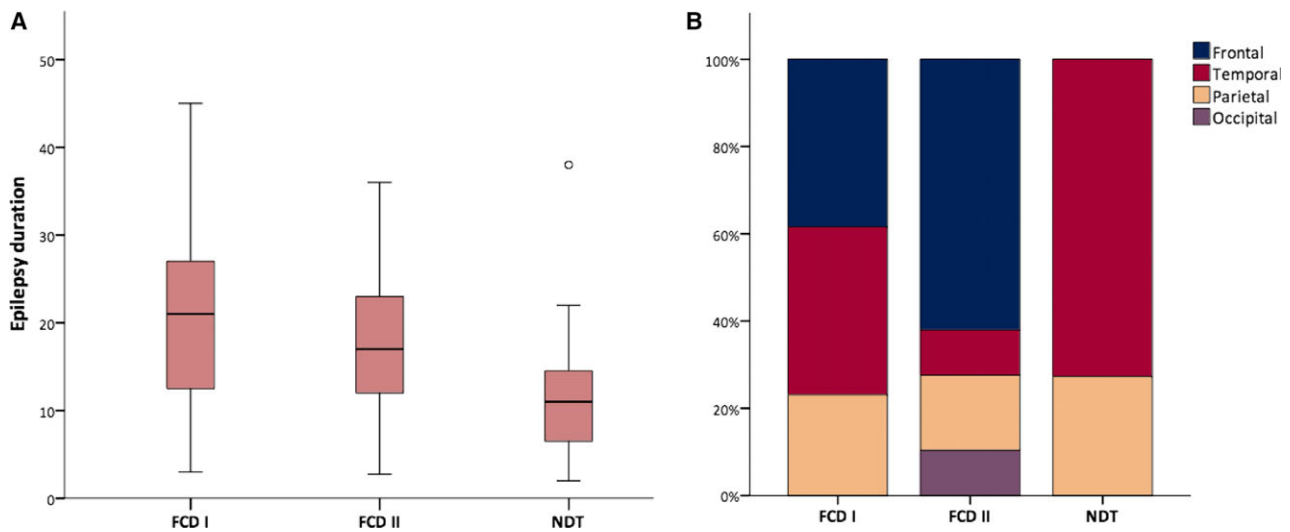 A
Epilepsy duration
50
40
30
20
10
0
FCD I
FCD II
NDT
B
100%
80%
60%
40%
20%
0%
FCD I
FCD II
NDT
Frontal
Temporal
Parietal
Occipital